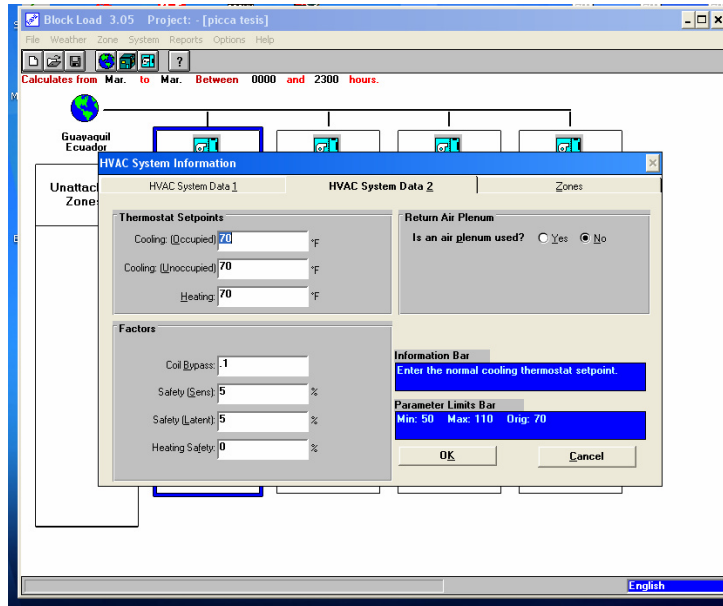 Block Load 3.05 Project: - [picca tesis]
File Weather Zone System Reports Options Help
?
Calculates from Mar. to Mar. Between 0000 and 2300 hours.
Guayaquil
Ecuador
Unattac
Zone
HVAC System Information
HVAC System Data 1
HVAC System Data 2
Zones
Thermostat Setpoints
Cooling: (Occupied) 70 °F
Cooling: (Unoccupied) 70 °F
Heating: 70 °F
Return Air Plenum
Is an air plenum used? Yes No
Factors
Coil Bypass: .1
Safety (Sens): 5 %
Safety (Latent): 5 %
Heating Safety: 0 %
Information Bar
Enter the normal cooling thermostat setpoint.
Parameter Limits Bar
Min: 50 Max: 110 Orig: 70
OK
Cancel
English